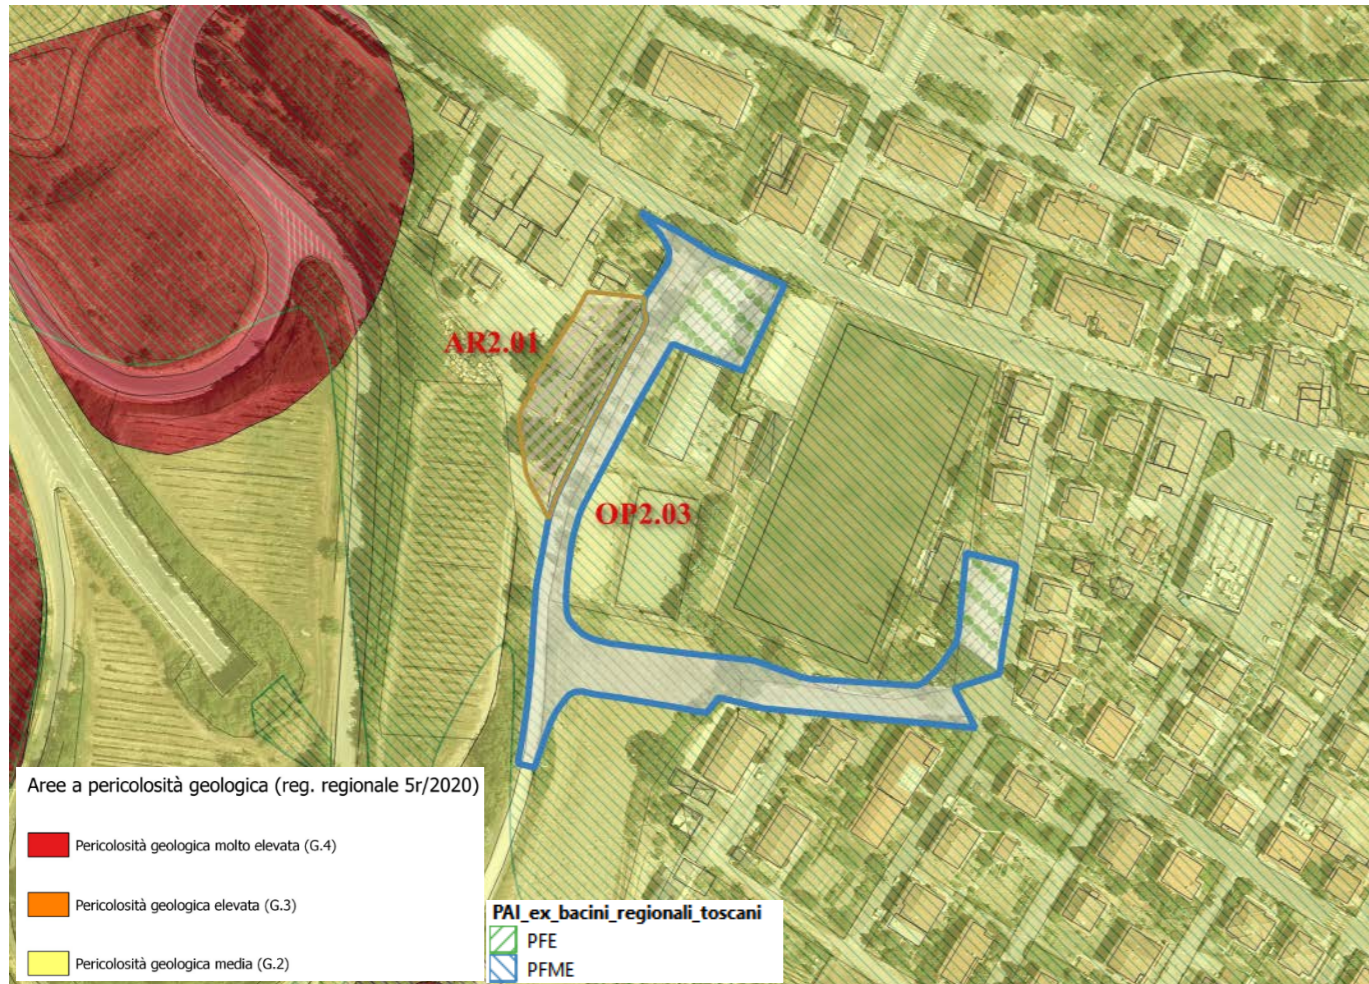 AR2.01
OP2.03
Aree a pericolosità geologica (reg. regionale 5r/2020)
Pericolosità geologica molto elevata (G.4)
Pericolosità geologica elevata (G.3)
Pericolosità geologica media (G.2)
PAI_ex_bacini_regionali_toscani
PFE
PFME